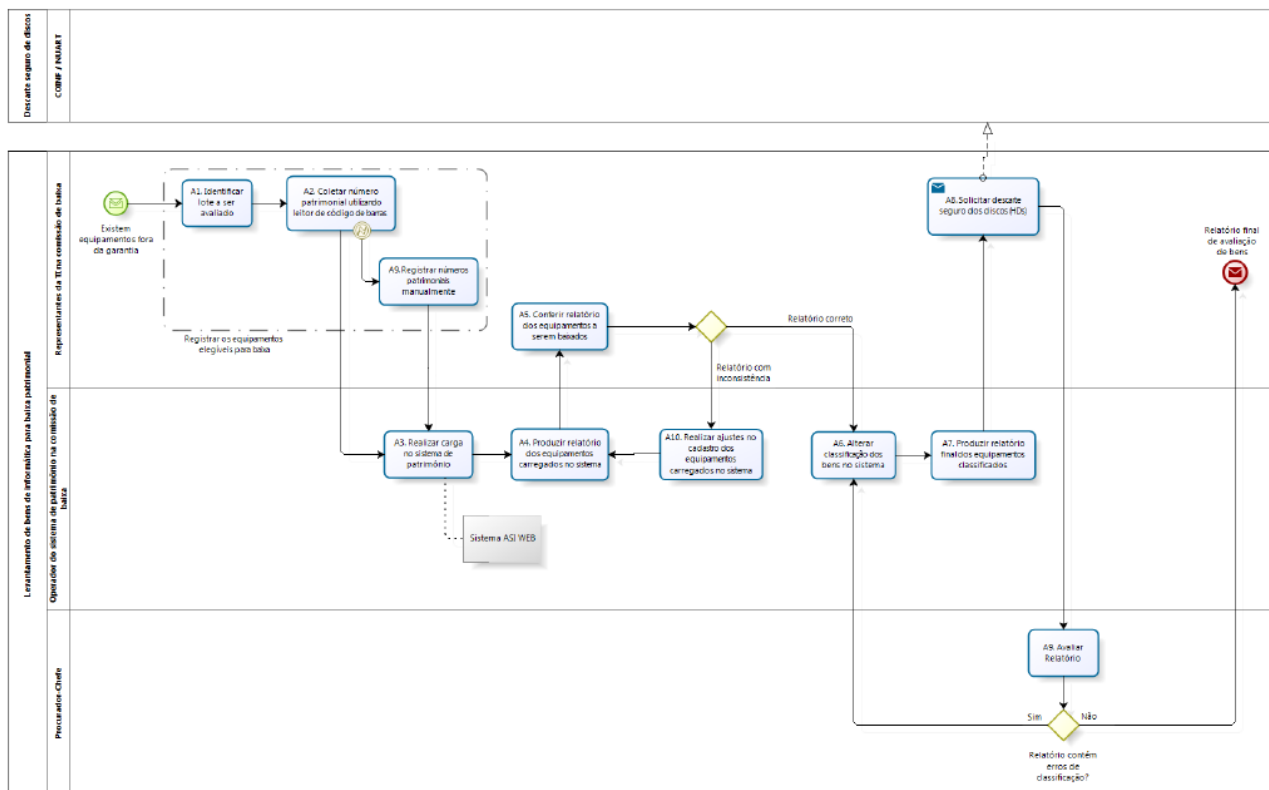 Descarte seguro de discos
COINF / NUART
Levantamento de bens de informática para baixa patrimonial
Representantes da TI na comissão de baixa
Existem
equipamentos fora
da garantia
A1. Identificar
lote a ser
avaliado
A2. Coletar número
patrimonial utilizando
leitor de código de barras
A9.Registrar números
patrimoniais
manualmente
Registrar os equipamentos
elegíveis para baixa
A5. Conferir relatório
dos equipamentos a
serem baixados
Relatório correto
Relatório com
inconsistência
A8. Solicitar descate
seguro dos discos (HDs)
Relatório final
de avaliação
de bens
Operador do sistema de patrimônio na comissão de
baixa
A3. Realizar carga
no sistema de
patrimônio
A4. Produzir relatório
dos equipamentos
carregados no sistema
A10. Realizar ajustes no
cadastro dos
equipamentos
carregados no sistema
A6. Alterar
classificação dos
bens no sistema
A7. Produzir relatório
final dos equipamentos
classificados
Sistema ASI WEB
Procurador-Chefe
A9. Avaliar
Relatório
Sim
Não
Relatório contém
erros de
classificação?